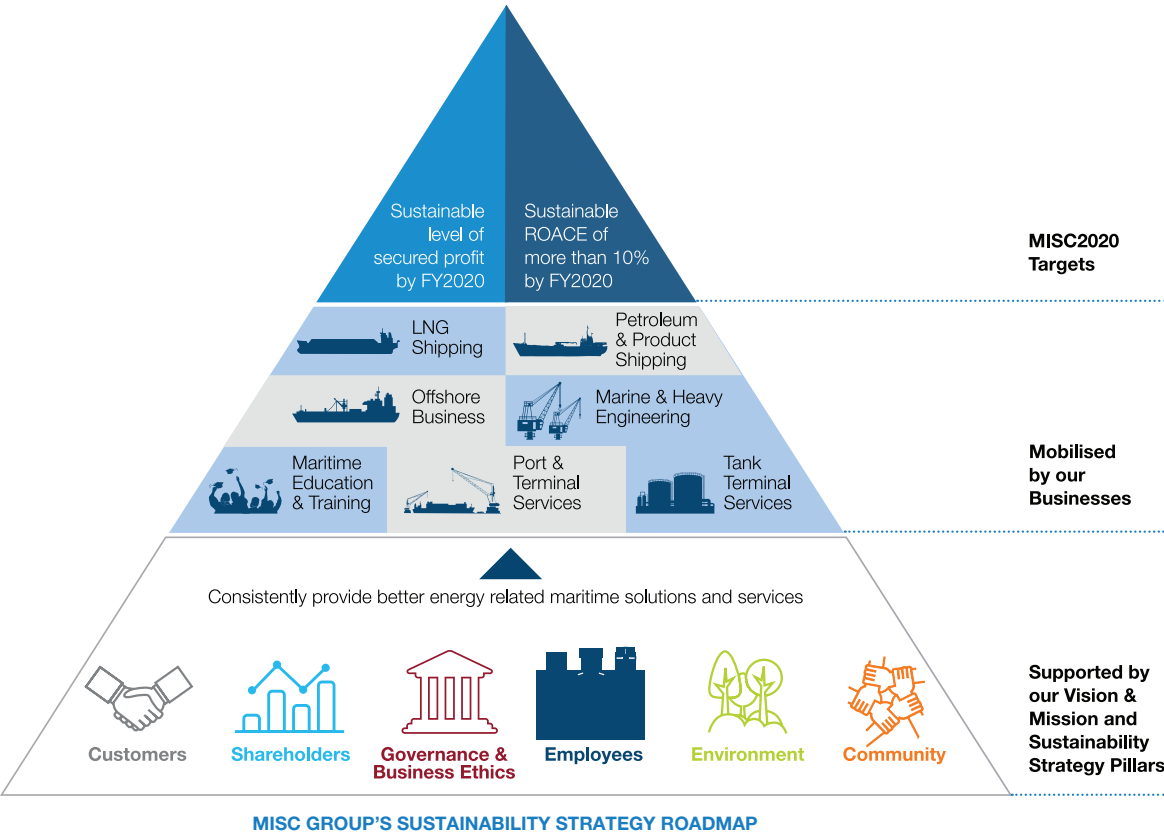 Sustainable
level of
secured profit
by FY2020
Sustainable
ROACE of
more than 10%
by FY2020
MISC2020
Targets
LNG
Shipping
Petroleum
& Product
Shipping
Offshore
Business
Marine & Heavy
Engineering
Maritime
Education
& Training
Port &
Terminal
Services
Tank
Terminal
Services
Mobilised
by our
Businesses
Consistently provide better energy related maritime solutions and services
Customers
Shareholders
Governance &
Business Ethics
Employees
Environment
Community
Supported by
our Vision &
Mission and
Sustainability
Strategy Pillars
MISC GROUP'S SUSTAINABILITY STRATEGY ROADMAP